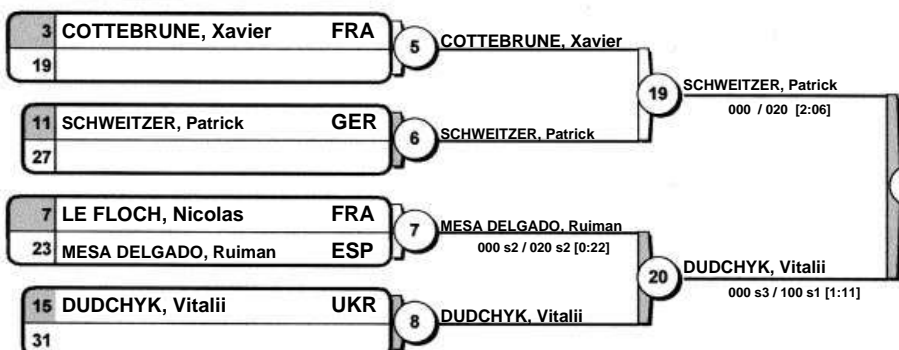 3 COTTEBRUNE, Xavier FRA
19
5
COTTEBRUNE, Xavier
11 SCHWEITZER, Patrick GER
27
6
SCHWEITZER, Patrick
19
SCHWEITZER, Patrick
000 / 020 [2:06]
7 LE FLOCH, Nicolas FRA
23 MESA DELGADO, Ruiman ESP
7
MESA DELGADO, Ruiman
000 s2 / 020 s2 [0:22]
15 DUDCHYK, Vitalii UKR
31
8
DUDCHYK, Vitalii
20
DUDCHYK, Vitalii
000 s3 / 100 s1 [1:11]